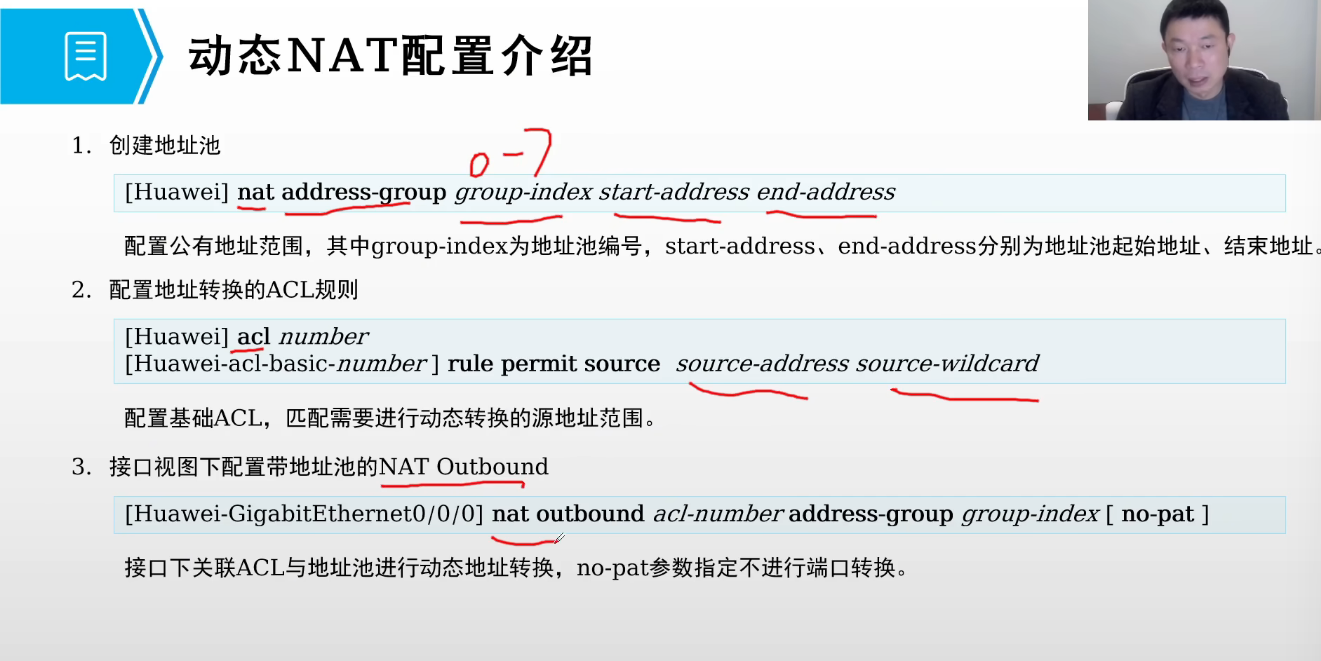 动态NAT配置介绍
1. 创建地址池
0-7
[Huawei] nat address-group group-index start-address end-address
配置公有地址范围，其中group-index为地址池编号，start-address、end-address分别为地址池起始地址、结束地址。
2. 配置地址转换的ACL规则
[Huawei] acl number
[Huawei-acl-basic-number ] rule permit source source-address source-wildcard
配置基础ACL，匹配需要进行动态转换的源地址范围。
3. 接口视图下配置带地址池的NAT Outbound
[Huawei-GigabitEthernet0/0/0] nat outbound acl-number address-group group-index [ no-pat ]
接口下关联ACL与地址池进行动态地址转换，no-pat参数指定不进行端口转换。